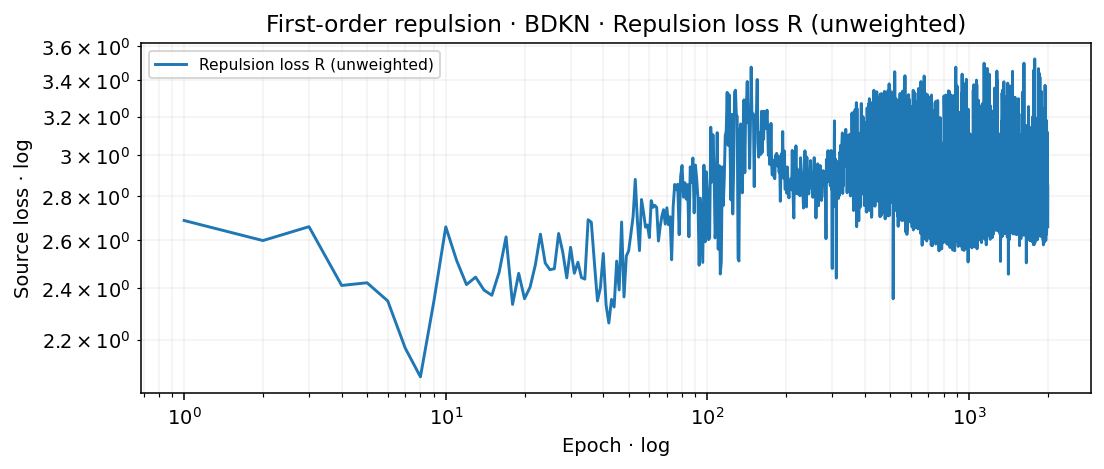 First-order repulsion · BDKN · Repulsion loss R (unweighted)
Repulsion loss R (unweighted)
Source loss · log
3.6 × 10⁰
3.4 × 10⁰
3.2 × 10⁰
3 × 10⁰
2.8 × 10⁰
2.6 × 10⁰
2.4 × 10⁰
2.2 × 10⁰
10⁰ 10¹ 10² 10³
Epoch · log